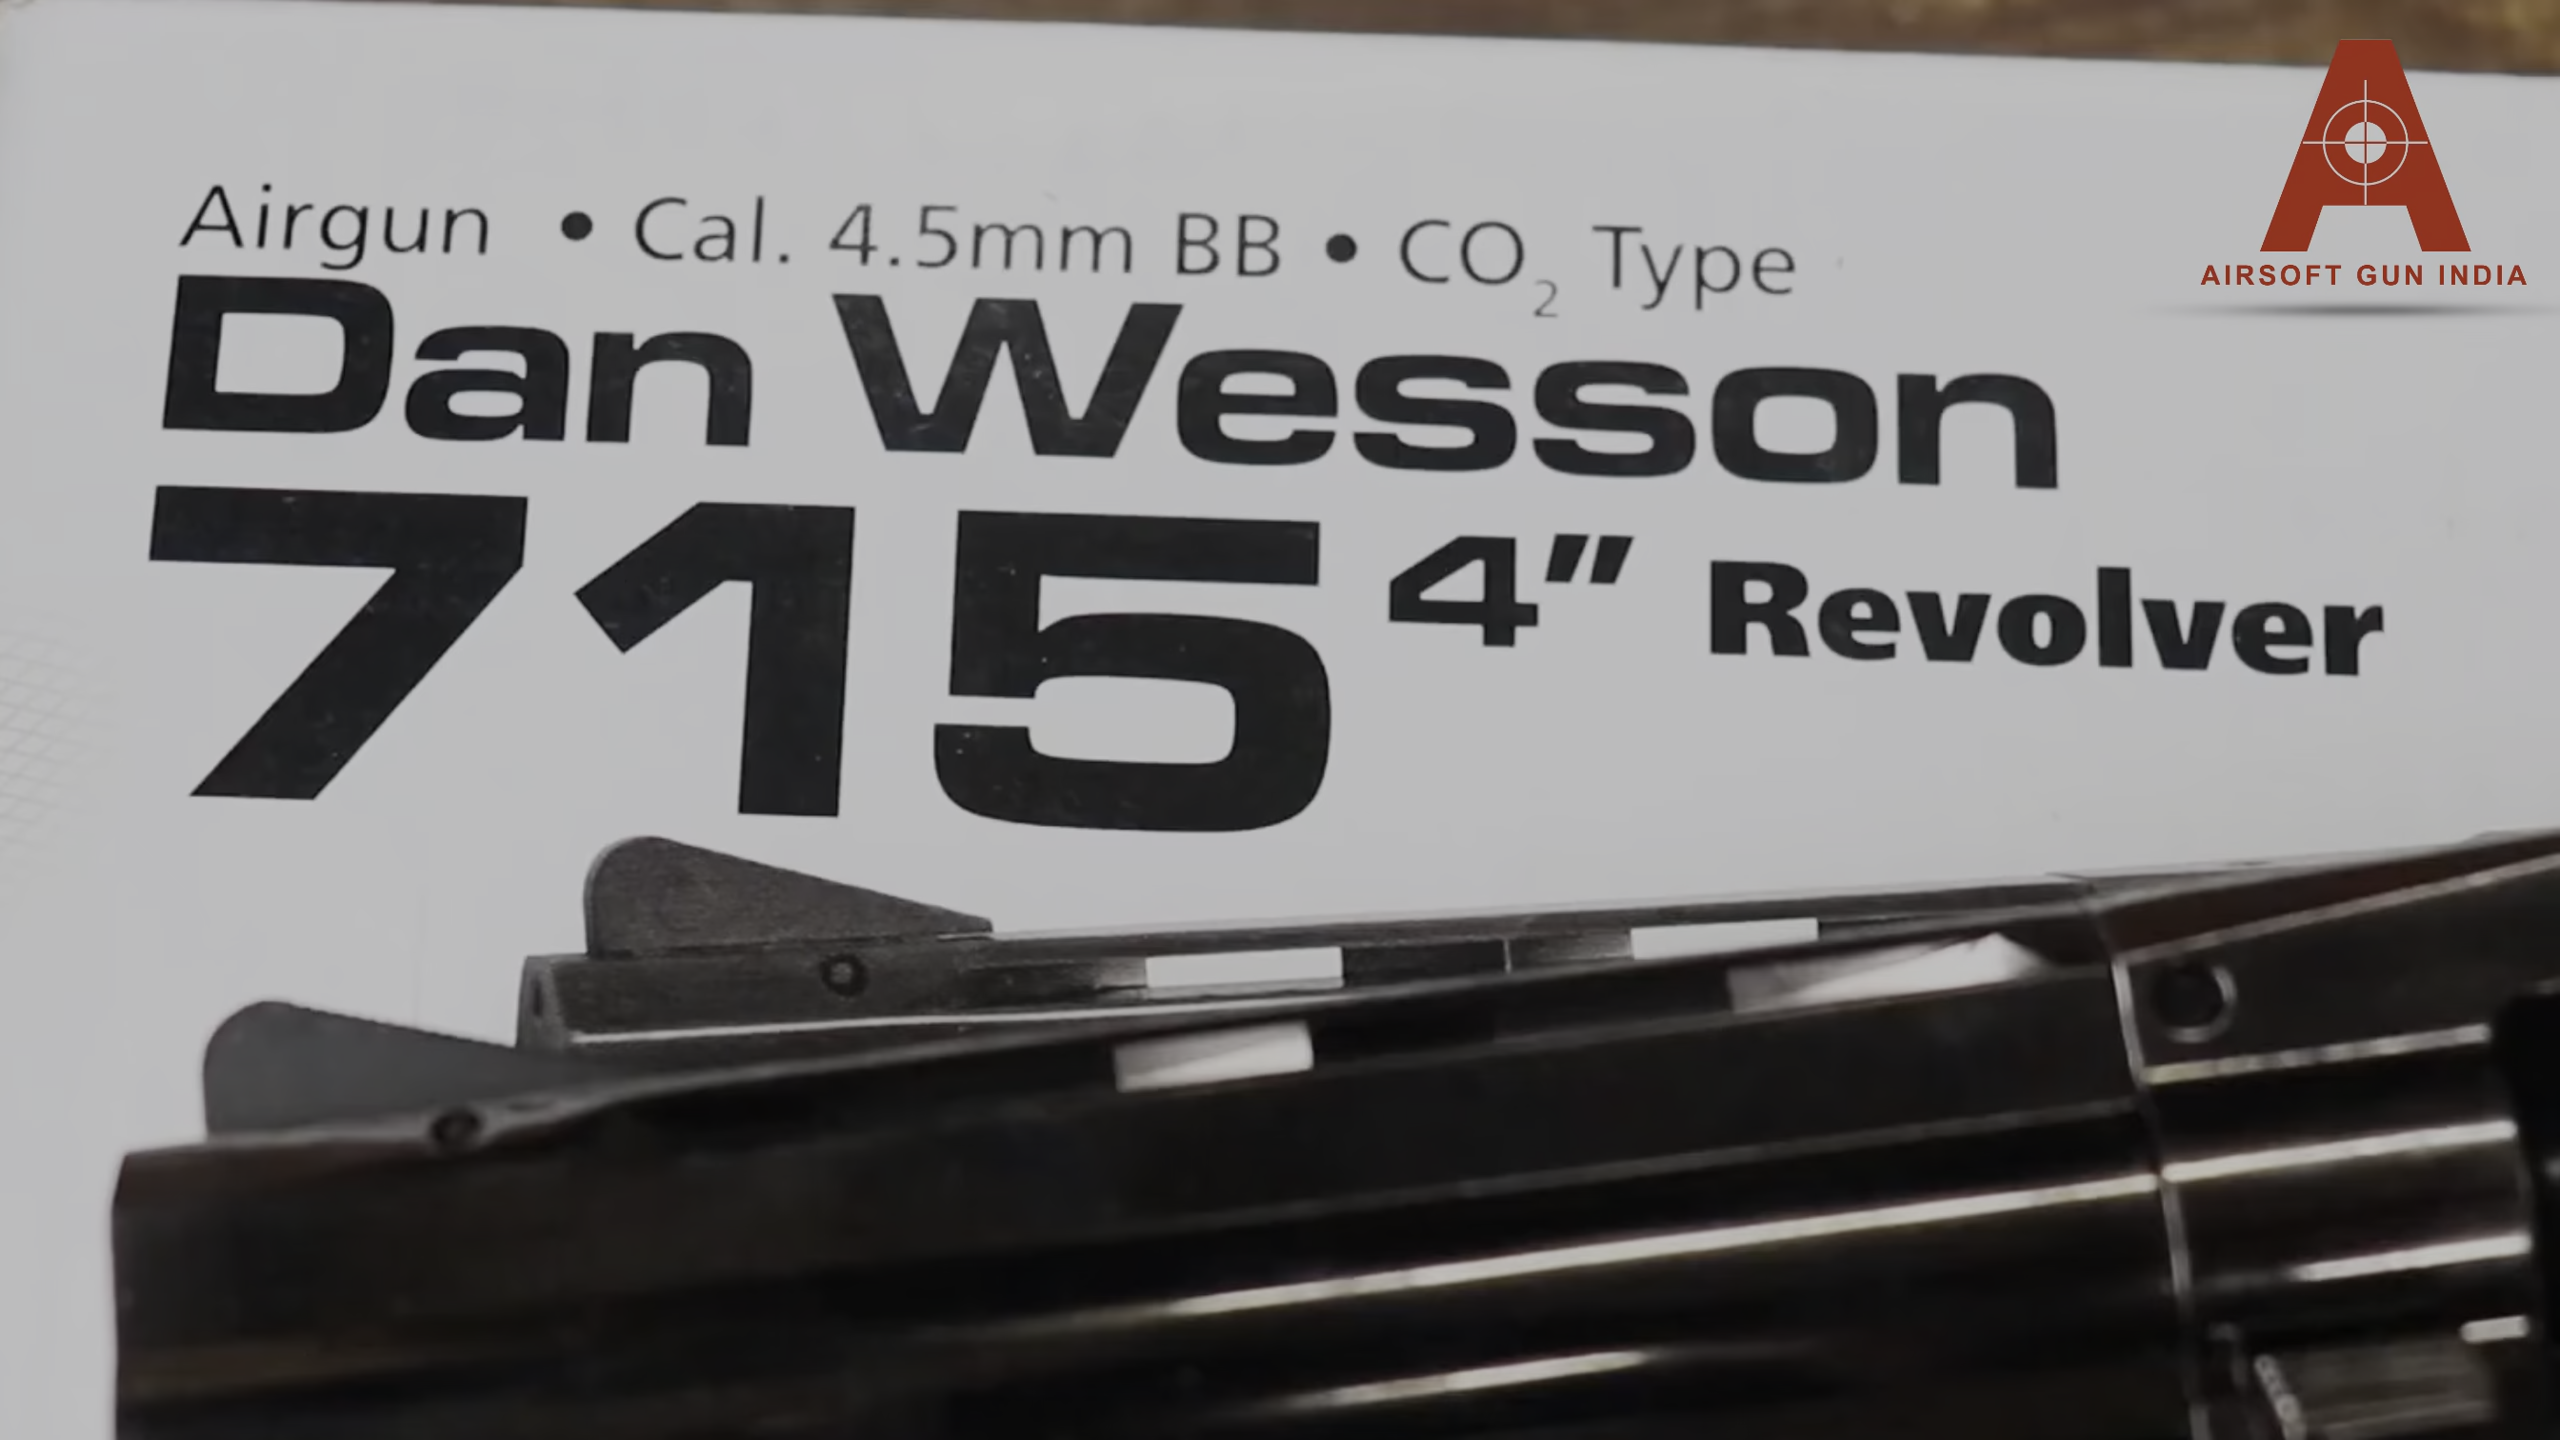 Airgun • Cal. 4.5mm BB • CO₂ Type
Dan Wesson
715 4” Revolver
AIRSOFT GUN INDIA